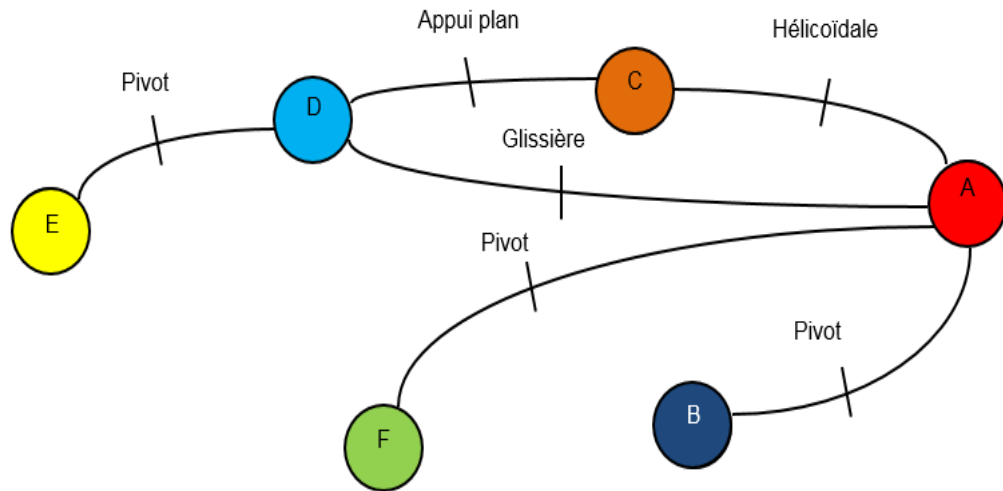 Appui plan
Hélicoïdale
Pivot
C
D
Glissière
A
E
Pivot
Pivot
B
F